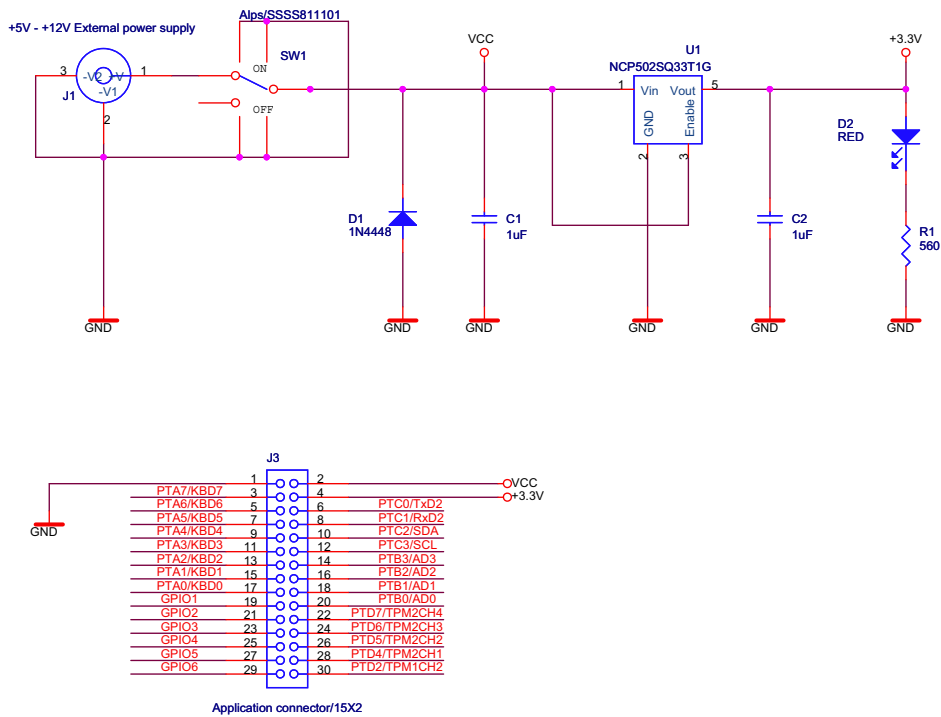 Alps/SSSS811101
+5V - +12V External power supply
SW1
ON
OFF
3
-V2
+V
1
-V1
J1
2
GND
D1
1N4448
GND
VCC
C1
1uF
GND
U1
NCP502SQ33T1G
1
Vin
Vout
5
GND
Enable
2
3
GND
C2
1uF
GND
+3.3V
D2
RED
R1
560
GND
J3
1
2
VCC
PTA7/KBD7
3
4
+3.3V
PTA6/KBD6
5
6
PTC0/TxD2
PTA5/KBD5
7
8
PTC1/RxD2
PTA4/KBD4
9
10
PTC2/SDA
PTA3/KBD3
11
12
PTC3/SCL
PTA2/KBD2
13
14
PTB3/AD3
PTA1/KBD1
15
16
PTB2/AD2
PTA0/KBD0
17
18
PTB1/AD1
GPIO1
19
20
PTB0/AD0
GPIO2
21
22
PTD7/TPM2CH4
GPIO3
23
24
PTD6/TPM2CH3
GPIO4
25
26
PTD5/TPM2CH2
GPIO5
27
28
PTD4/TPM2CH1
GPIO6
29
30
PTD2/TPM1CH2
GND
Application connector/15X2